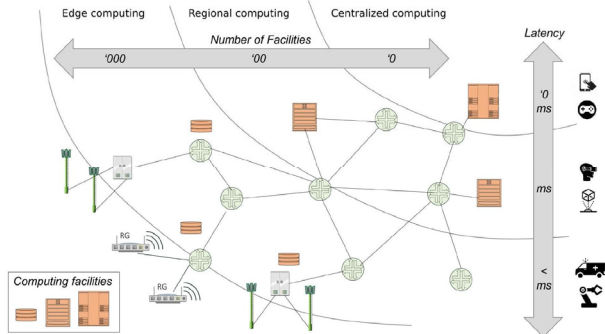 Edge computing
Regional computing
Centralized computing
Number of Facilities
Latency
'000
'00
'0
'0
ms
ms
<
ms
RG
RG
Computing facilities